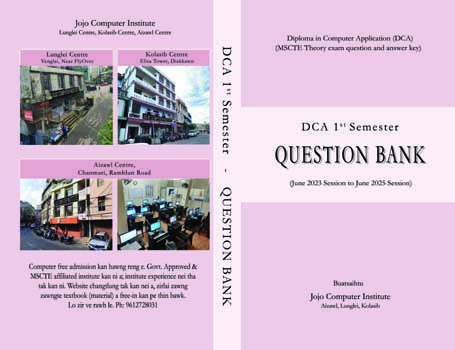 Jojo Computer Institute
Lunglei Centre, Kolasib Centre, Aizawl Centre
Lunglei Centre
Venglai, Near FlyOver
Kolasib Centre
Eliza Tower, Diakkawn
Aizawl Centre,
Chanmari, Ramhlun Road
Computer free admission kan hawng reng e. Govt. Approved &
MSCTE affiliated institute kan ni a; institute experience nei tha
tak kan ni. Website changtlung tak kan nei a, zirlai zawng
zawngte textbook (material) a free-in kan pe thin bawk.
Lo zir ve rawh le. Ph: 9612728031
DCA 1st Semester - QUESTION BANK
Diploma in Computer Application (DCA)
(MSCTE Theory exam question and answer key)
DCA 1st Semester
QUESTION BANK
(June 2023 Session to June 2025 Session)
Buatsaihtu
Jojo Computer Institute
Aizawl, Lunglei, Kolasib